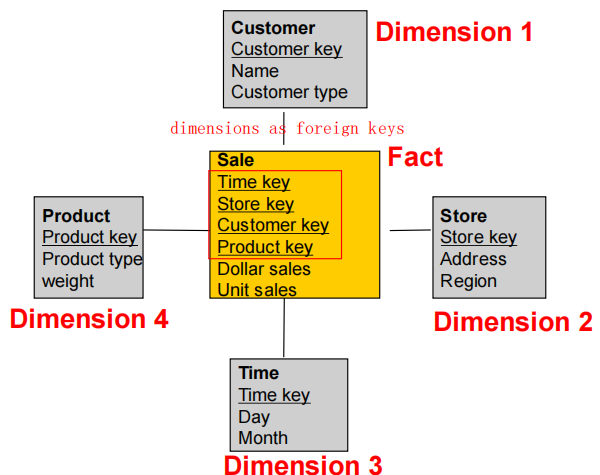 Customer
Customer key
Name
Customer type
Dimension 1
dimensions as foreign keys
Sale
Time key
Store key
Customer key
Product key
Dollar sales
Unit sales
Fact
Product
Product key
Product type
weight
Dimension 4
Store
Store key
Address
Region
Dimension 2
Time
Time key
Day
Month
Dimension 3